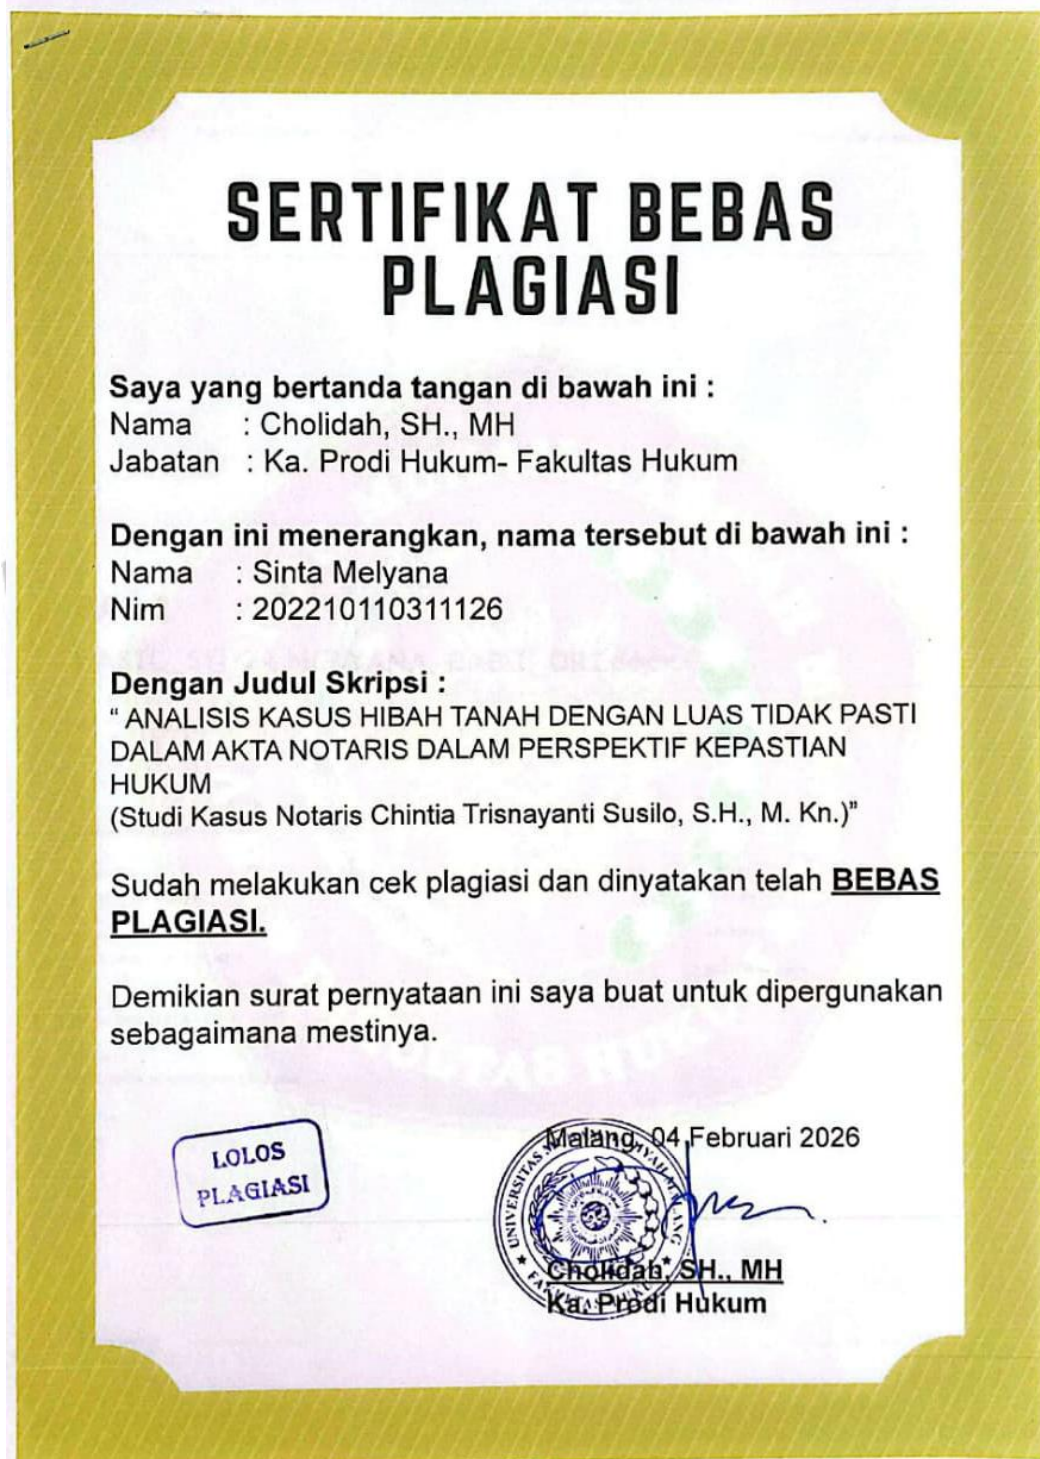 SERTIFIKAT BEBAS
PLAGIASI
Saya yang bertanda tangan di bawah ini :
Nama : Cholidah, SH., MH
Jabatan : Ka. Prodi Hukum- Fakultas Hukum
Dengan ini menerangkan, nama tersebut di bawah ini :
Nama : Sinta Melyana
Nim : 202210110311126
Dengan Judul Skripsi :
“ ANALISIS KASUS HIBAH TANAH DENGAN LUAS TIDAK PASTI
DALAM AKTA NOTARIS DALAM PERSPEKTIF KEPASTIAN
HUKUM
(Studi Kasus Notaris Chintia Trisnayanti Susilo, S.H., M. Kn.)”
Sudah melakukan cek plagiasi dan dinyatakan telah BEBAS
PLAGIASI.
Demikian surat pernyataan ini saya buat untuk dipergunakan
sebagaimana mestinya.
LOLOS
PLAGIASI
Malang, 04 Februari 2026
UNIVERSITAS
FAKULTAS HUKUM
Cholidah, SH., MH
Ka. Prodi Hukum